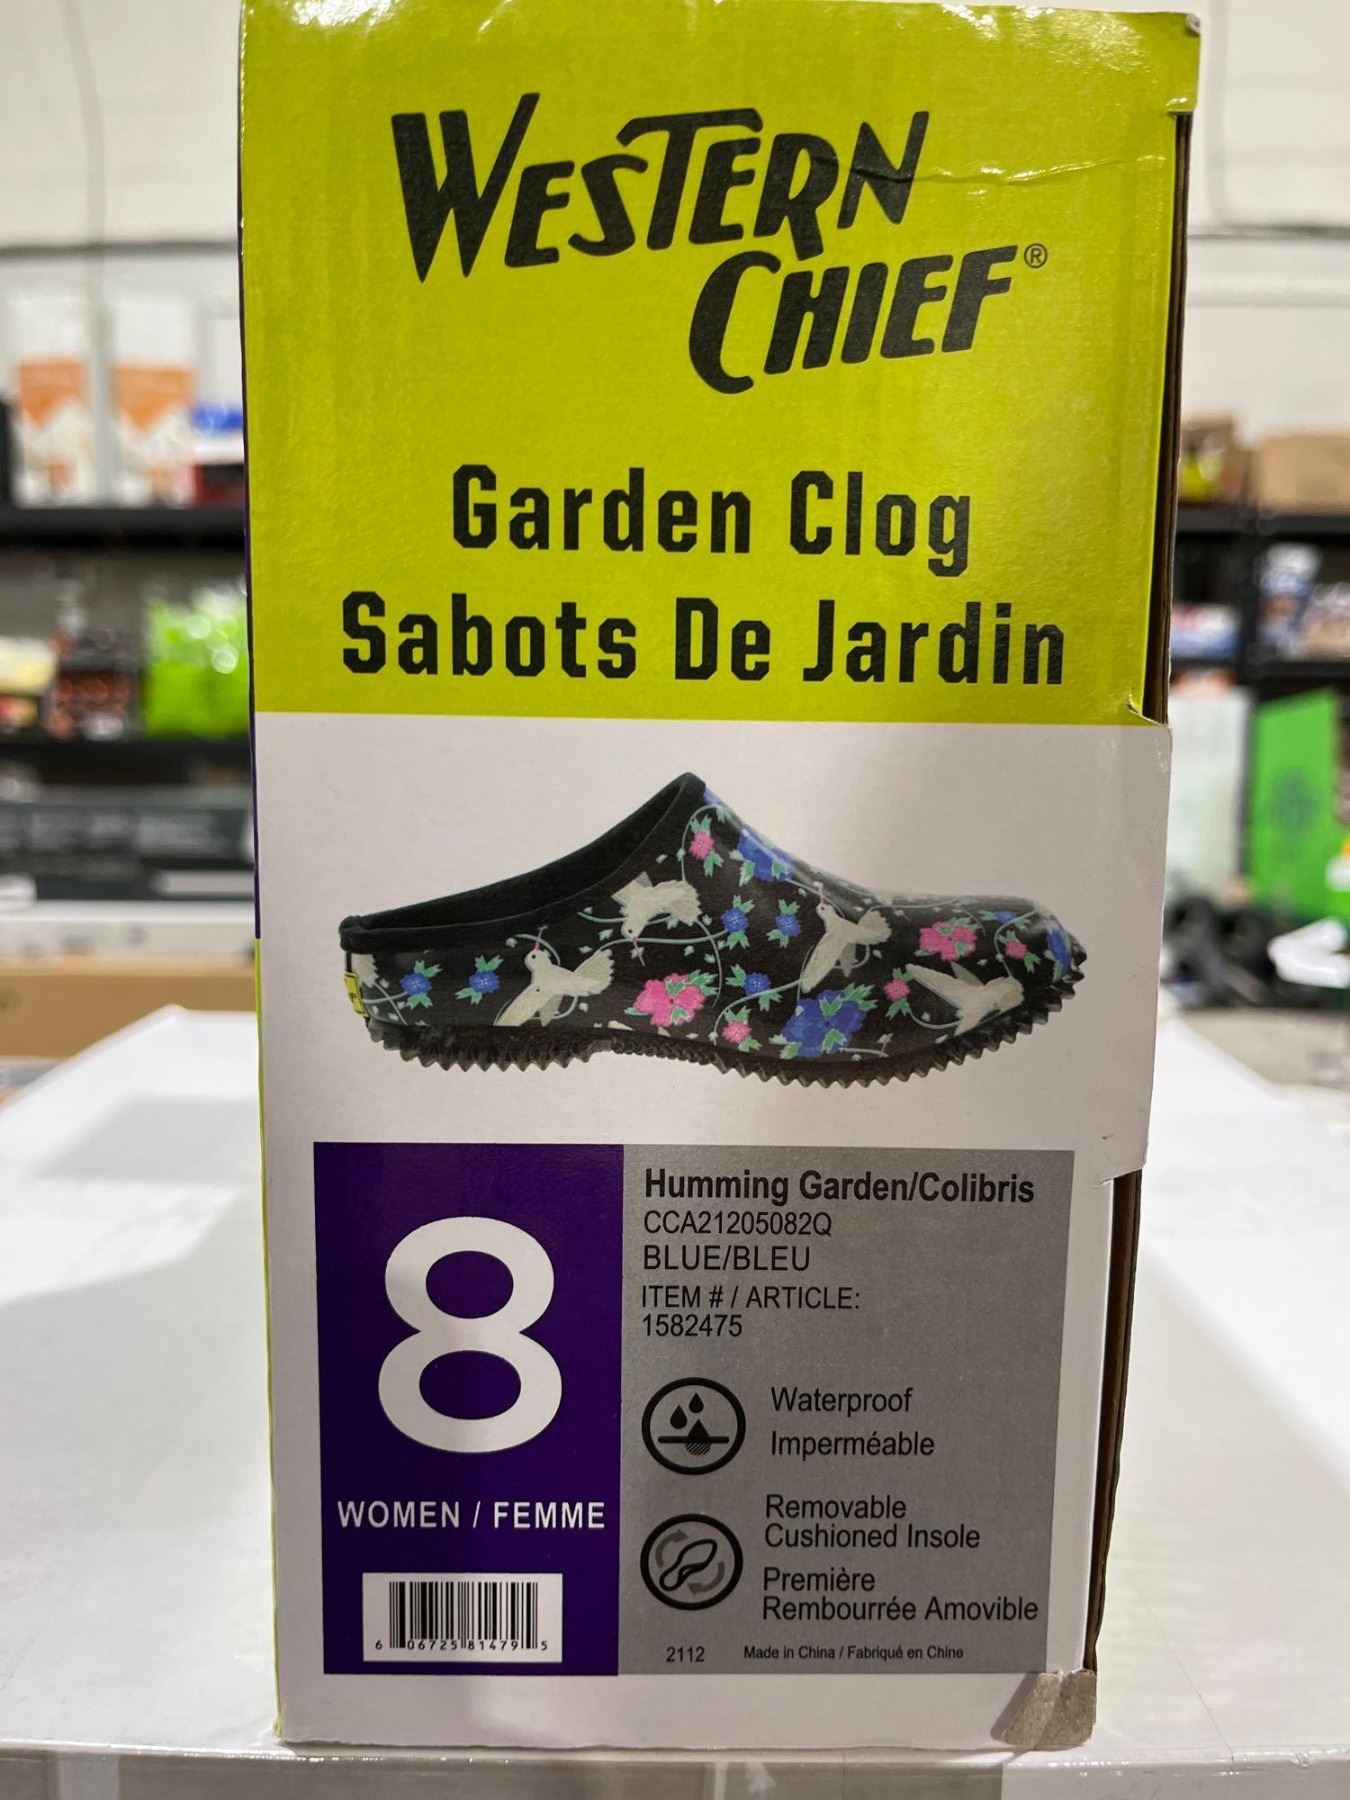 WESTERN
CHIEF®
Garden Clog
Sabots De Jardin
8
WOMEN / FEMME
6 06725 81479 5
Humming Garden/Colibris
CCA21205082Q
BLUE/BLEU
ITEM # / ARTICLE:
1582475
Waterproof
Imperméable
Removable
Cushioned Insole
Première
Rembourrée Amovible
2112 Made in China / Fabriqué en Chine